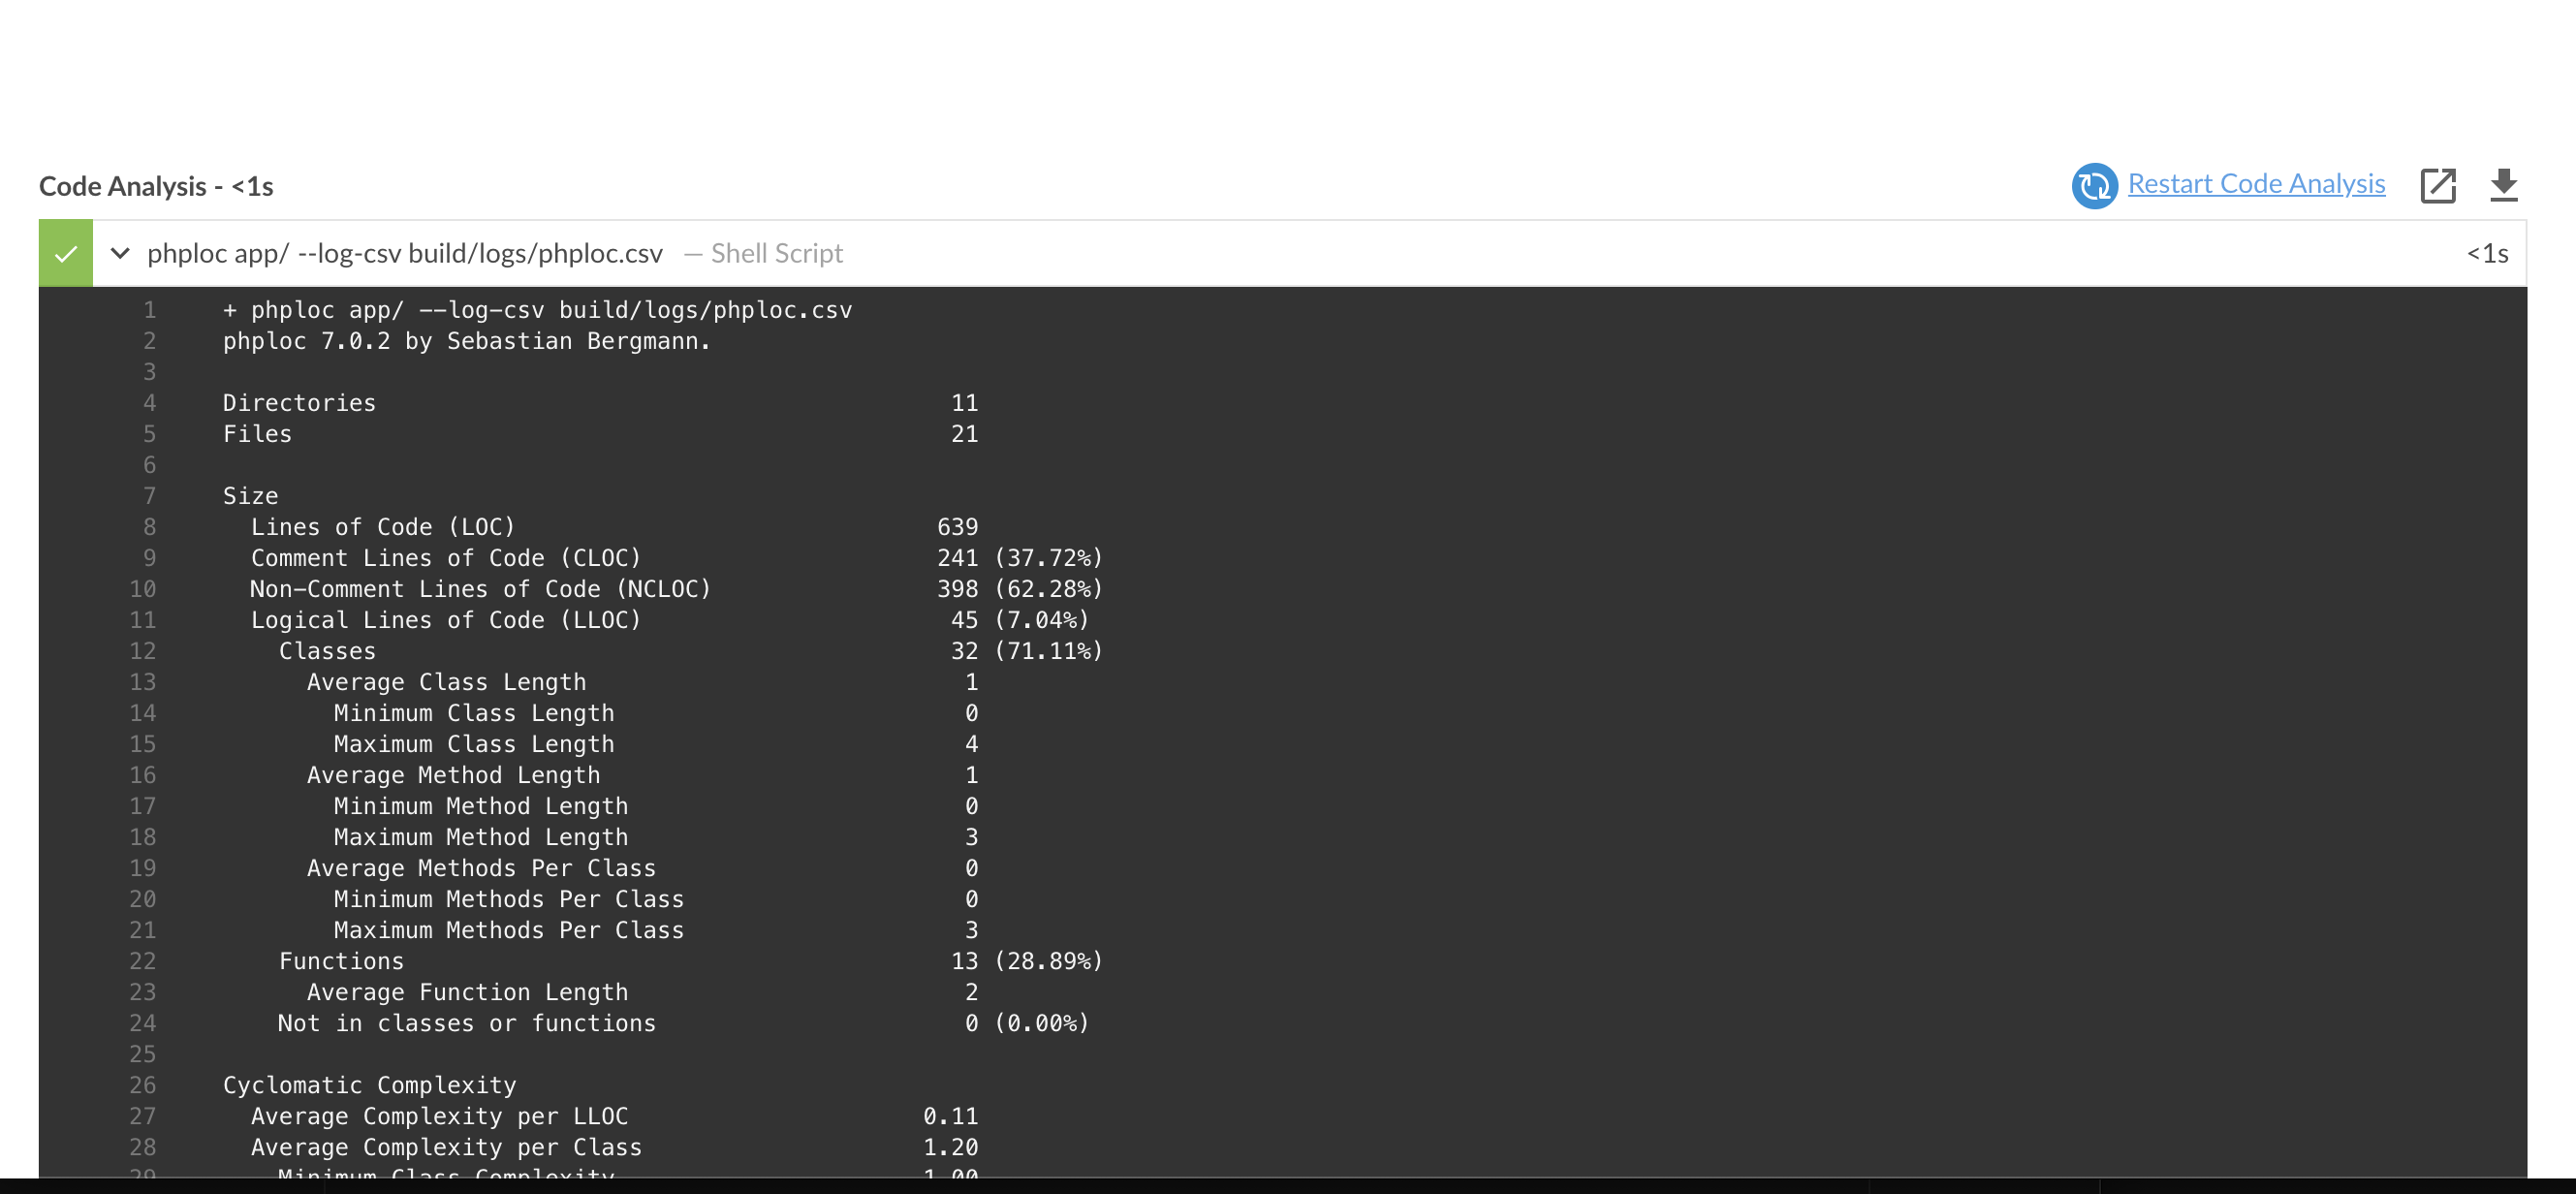 Code Analysis - <1s
Restart Code Analysis
phploc app/ --log-csv build/logs/phploc.csv — Shell Script <1s
1 + phploc app/ --log-csv build/logs/phploc.csv
2 phploc 7.0.2 by Sebastian Bergmann.
3
4 Directories 11
5 Files 21
6
7 Size
8 Lines of Code (LOC) 639
9 Comment Lines of Code (CLOC) 241 (37.72%)
10 Non-Comment Lines of Code (NCLOC) 398 (62.28%)
11 Logical Lines of Code (LLOC) 45 (7.04%)
12 Classes 32 (71.11%)
13 Average Class Length 1
14 Minimum Class Length 0
15 Maximum Class Length 4
16 Average Method Length 1
17 Minimum Method Length 0
18 Maximum Method Length 3
19 Average Methods Per Class 0
20 Minimum Methods Per Class 0
21 Maximum Methods Per Class 3
22 Functions 13 (28.89%)
23 Average Function Length 2
24 Not in classes or functions 0 (0.00%)
25
26 Cyclomatic Complexity
27 Average Complexity per LLOC 0.11
28 Average Complexity per Class 1.20
29 Minimum Class Complexity 1.00